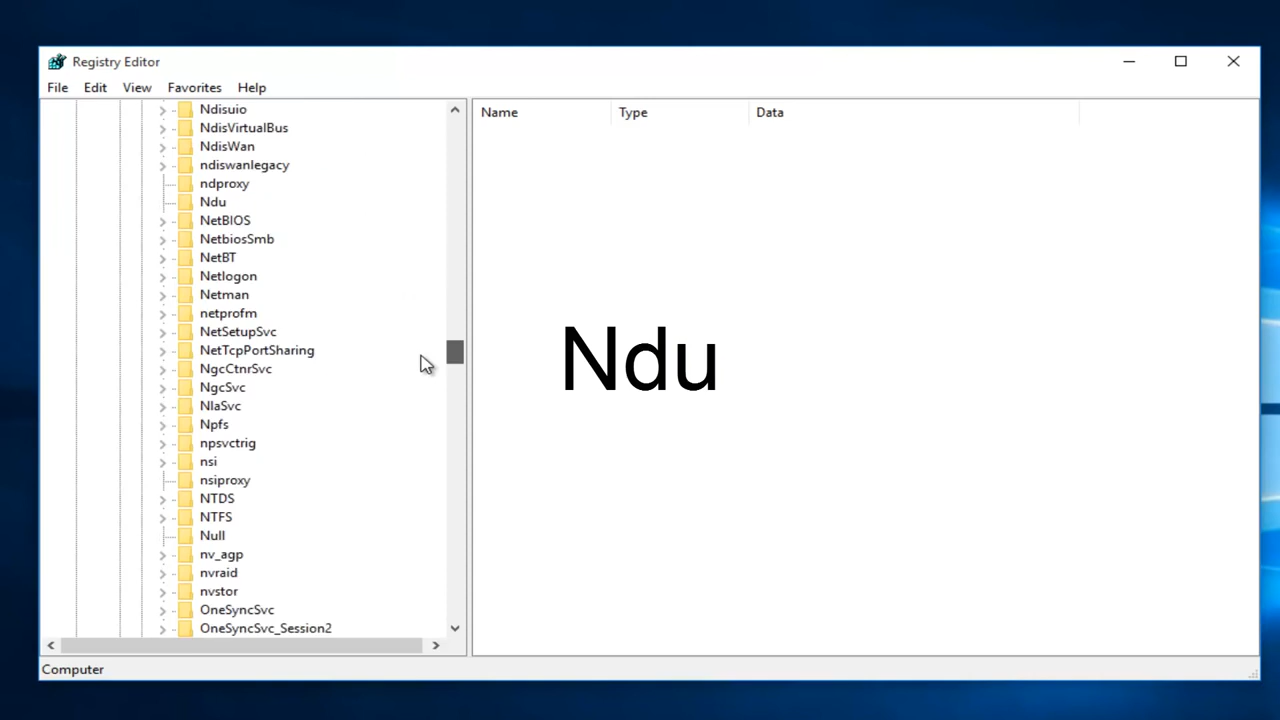 Registry Editor
File Edit View Favorites Help
Name Type Data
Ndisuio
NdisVirtualBus
NdisWan
ndiswanlegacy
ndproxy
Ndu
NetBIOS
NetbiosSmb
NetBT
Netlogon
Netman
netprofm
NetSetupSvc
NetTcpPortSharing
NgcCtnrSvc
NgcSvc
NlaSvc
Npfs
npsvctrig
nsi
nsiproxy
NTDS
NTFS
Null
nv_agp
nvraid
nvstor
OneSyncSvc
OneSyncSvc_Session2
Ndu
Computer